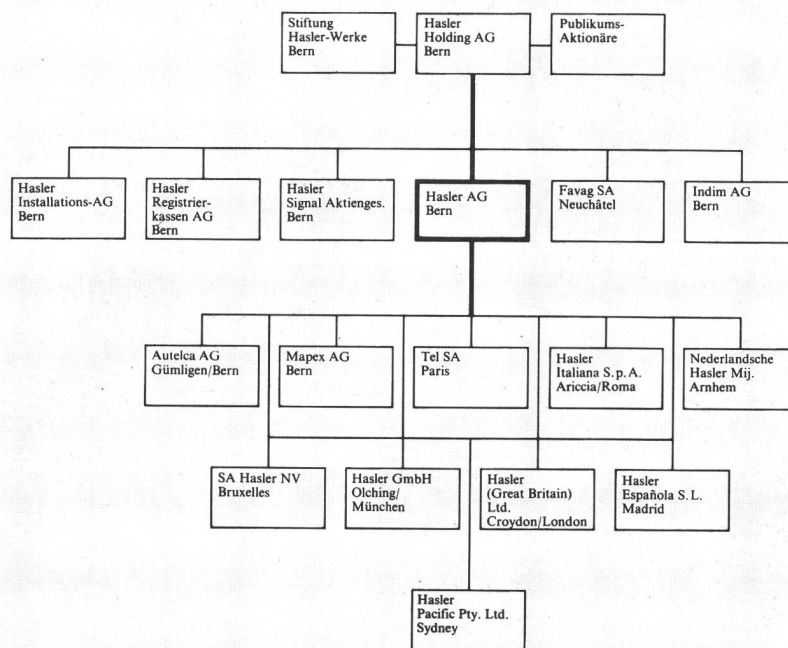 Stiftung
Hasler-Werke
Bern
Hasler
Holding AG
Bern
Publikums-
Aktionäre
Hasler
Installations-AG
Bern
Hasler
Registrier-
kassen AG
Bern
Hasler
Signal Aktienges.
Bern
Hasler AG
Bern
Favag SA
Neuchâtel
Indim AG
Bern
Autelca AG
Gümligen/Bern
Mapex AG
Bern
Tel SA
Paris
Hasler
Italiana S.p.A.
Ariccia/Roma
Nederlandsche
Hasler Mij.
Arnhem
SA Hasler NV
Bruxelles
Hasler GmbH
Olching/
München
Hasler
(Great Britain)
Ltd.
Croydon/London
Hasler
Española S.L.
Madrid
Hasler
Pacific Pty. Ltd.
Sydney